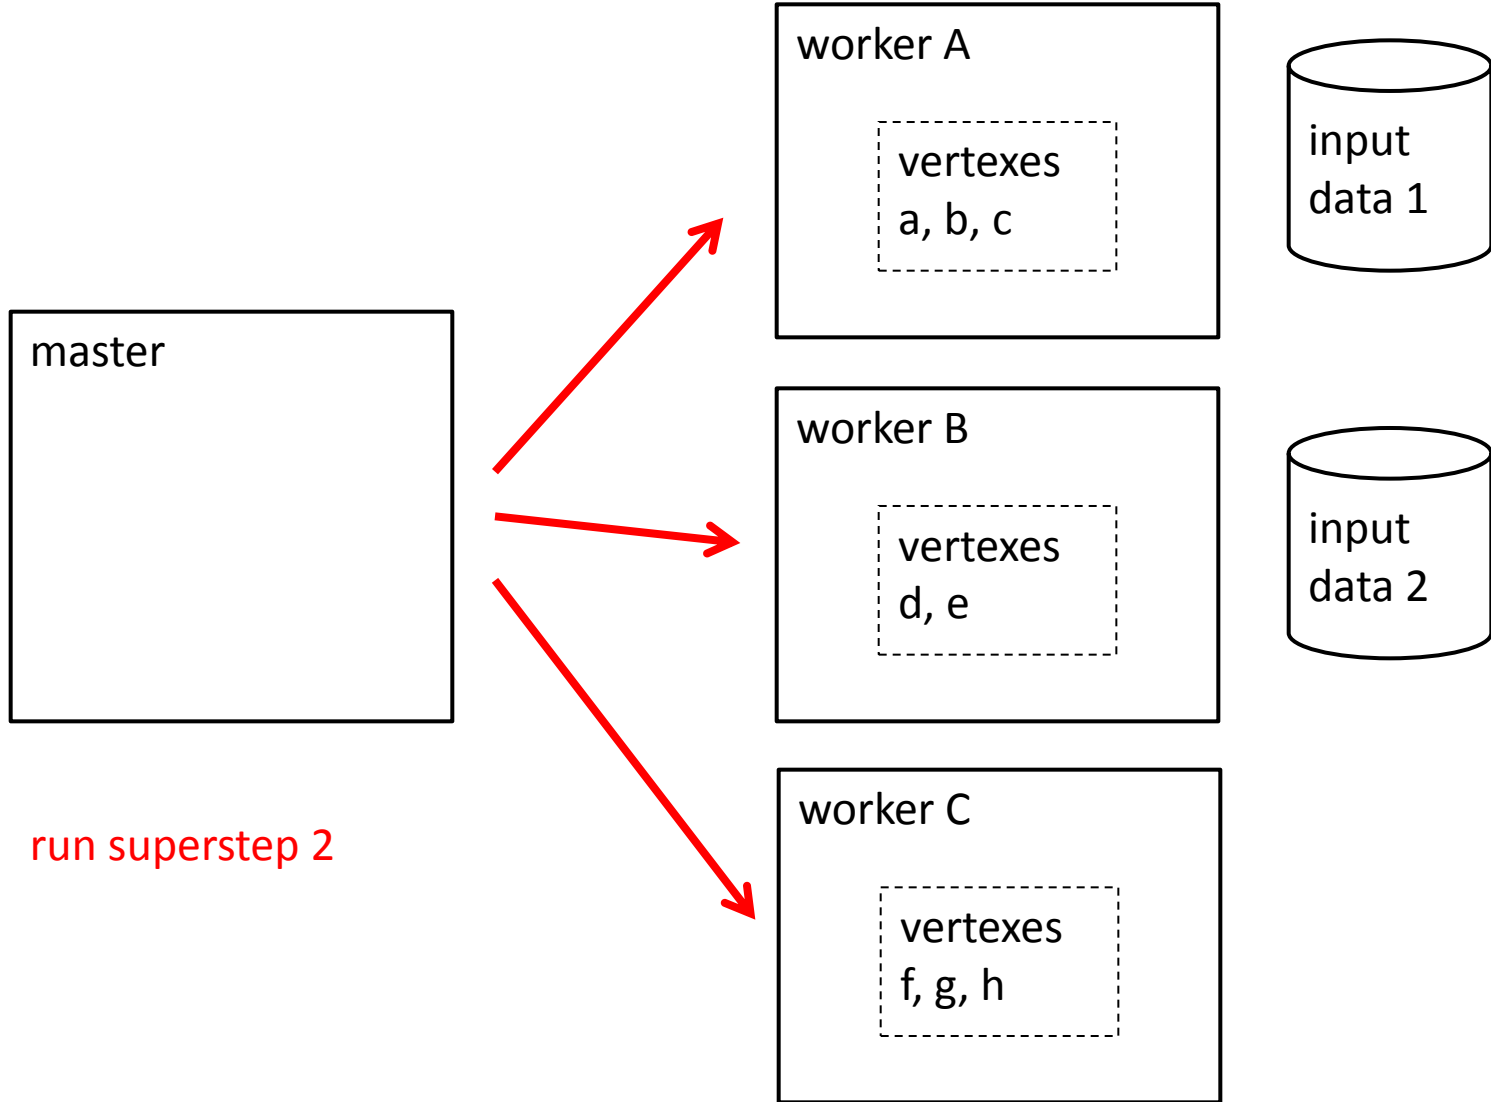 worker A
vertexes
a, b, c
input
data 1
master
worker B
vertexes
d, e
input
data 2
run superstep 2
worker C
vertexes
f, g, h